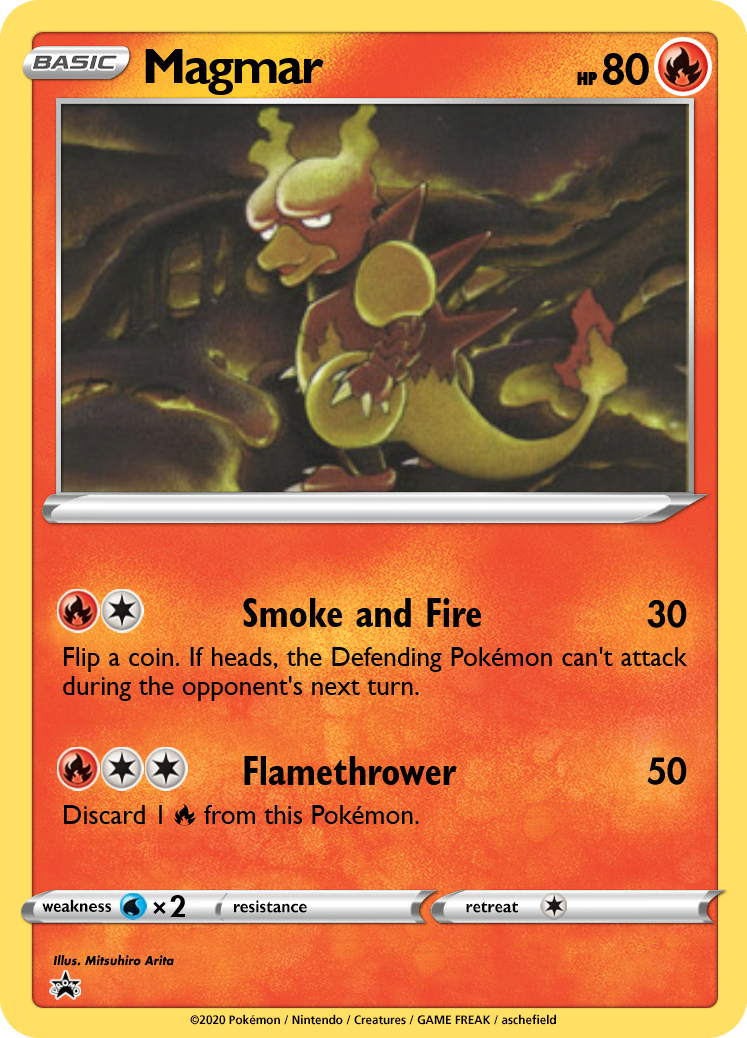 BASIC Magmar HP 80
Smoke and Fire 30
Flip a coin. If heads, the Defending Pokémon can't attack
during the opponent's next turn.
Flamethrower 50
Discard 1 from this Pokémon.
weakness ×2 resistance retreat
Illus. Mitsuhiro Arita
PROMO
©2020 Pokémon / Nintendo / Creatures / GAME FREAK / aschefield